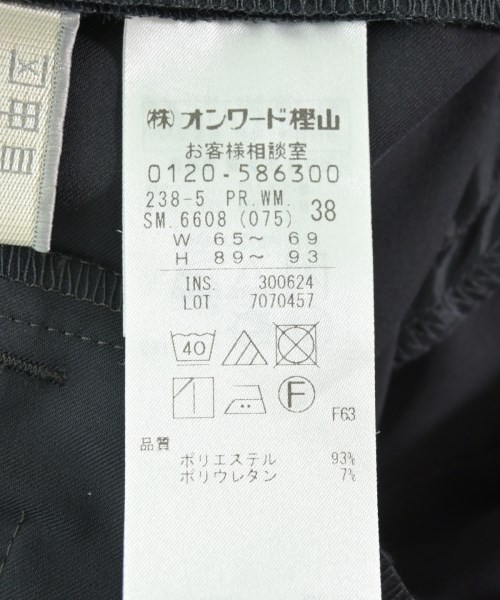 (株)オンワード樫山
お客様相談室
0120-586300
238-5 PR.WM.
SM.6608(075) 38
W 65~ 69
H 89~ 93
INS. 300624
LOT 7070457
40
F
F63
品質
ポリエステル 93%
ポリウレタン 7%